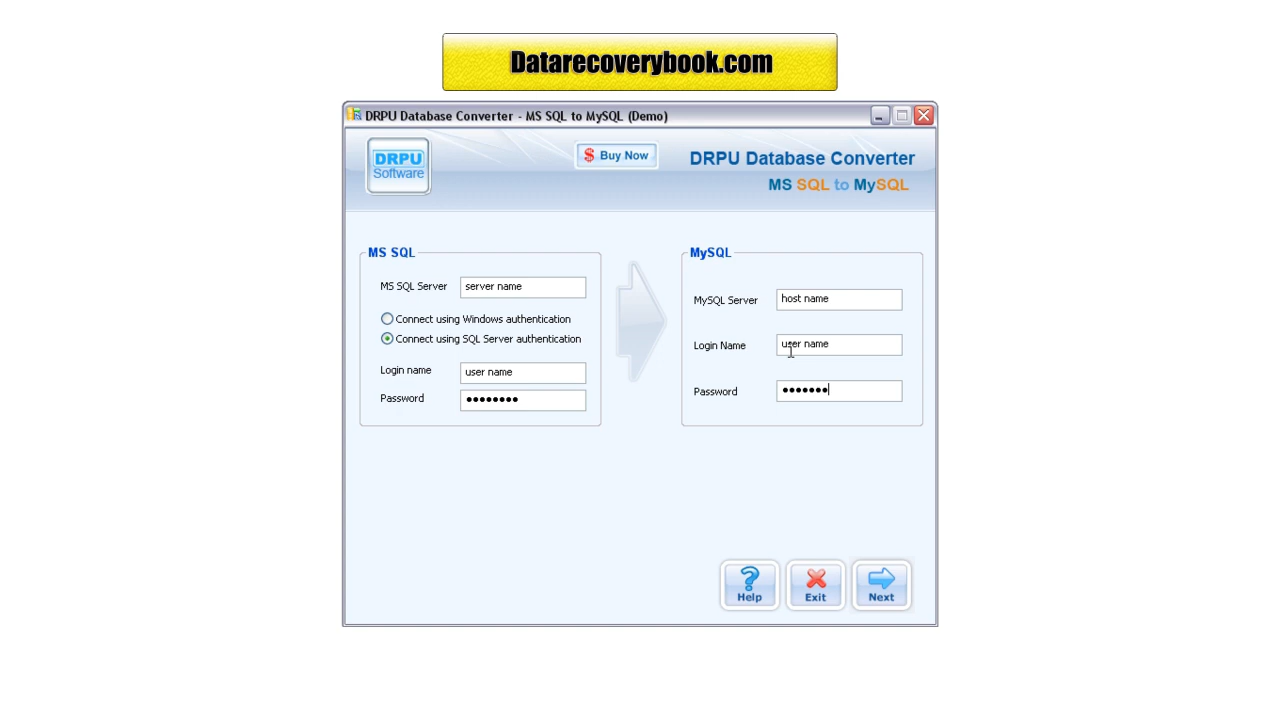 Datarecoverybook.com
DRPU Database Converter - MS SQL to MySQL (Demo)
DRPU
Software
$ Buy Now
DRPU Database Converter
MS SQL to MySQL
MS SQL
MS SQL Server server name
Connect using Windows authentication
Connect using SQL Server authentication
Login name user name
Password ••••••••
MySQL
MySQL Server host name
Login Name user name
Password •••••••
Help
Exit
Next